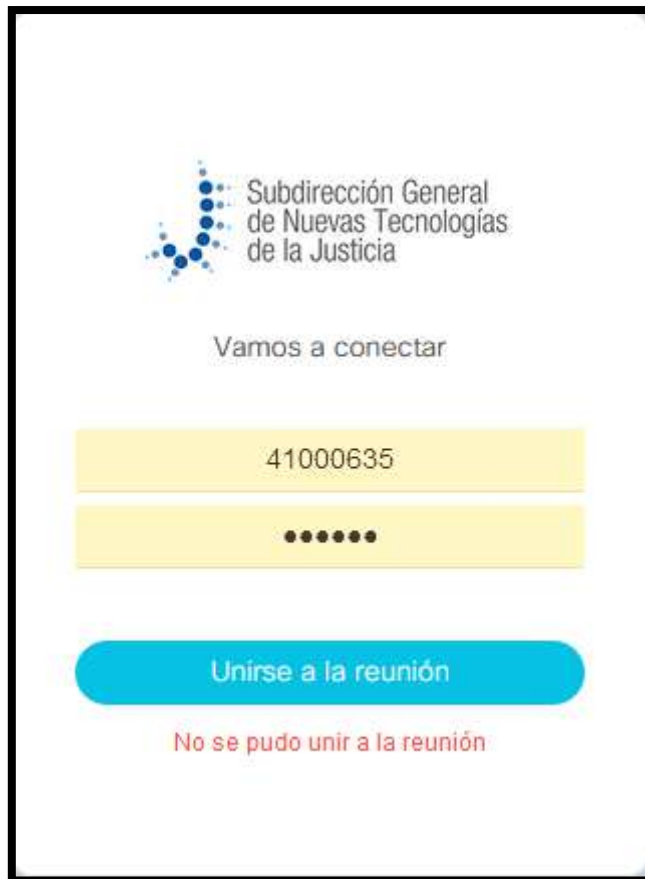 Subdirección General
de Nuevas Tecnologías
de la Justicia
Vamos a conectar
41000635
••••••
Unirse a la reunión
No se pudo unir a la reunión